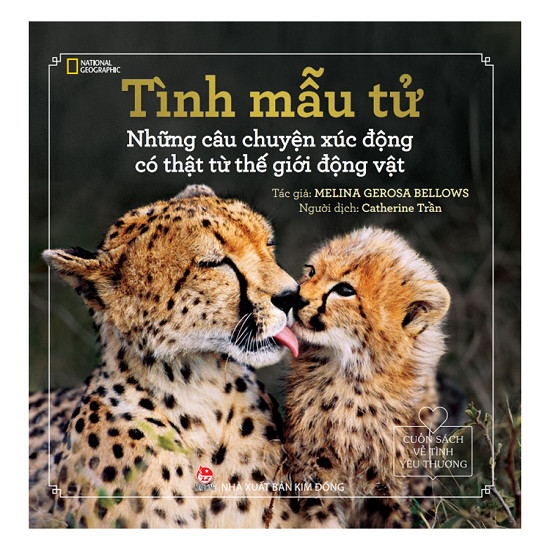 NATIONAL
GEOGRAPHIC
Tình mẫu tử
Những câu chuyện xúc động
có thật từ thế giới động vật
Tác giả: MELINA GEROSA BELLOWS
Người dịch: Catherine Trần
CUỐN SÁCH
VỀ TÌNH
YÊU THƯƠNG
NHÀ XUẤT BẢN KIM ĐỒNG